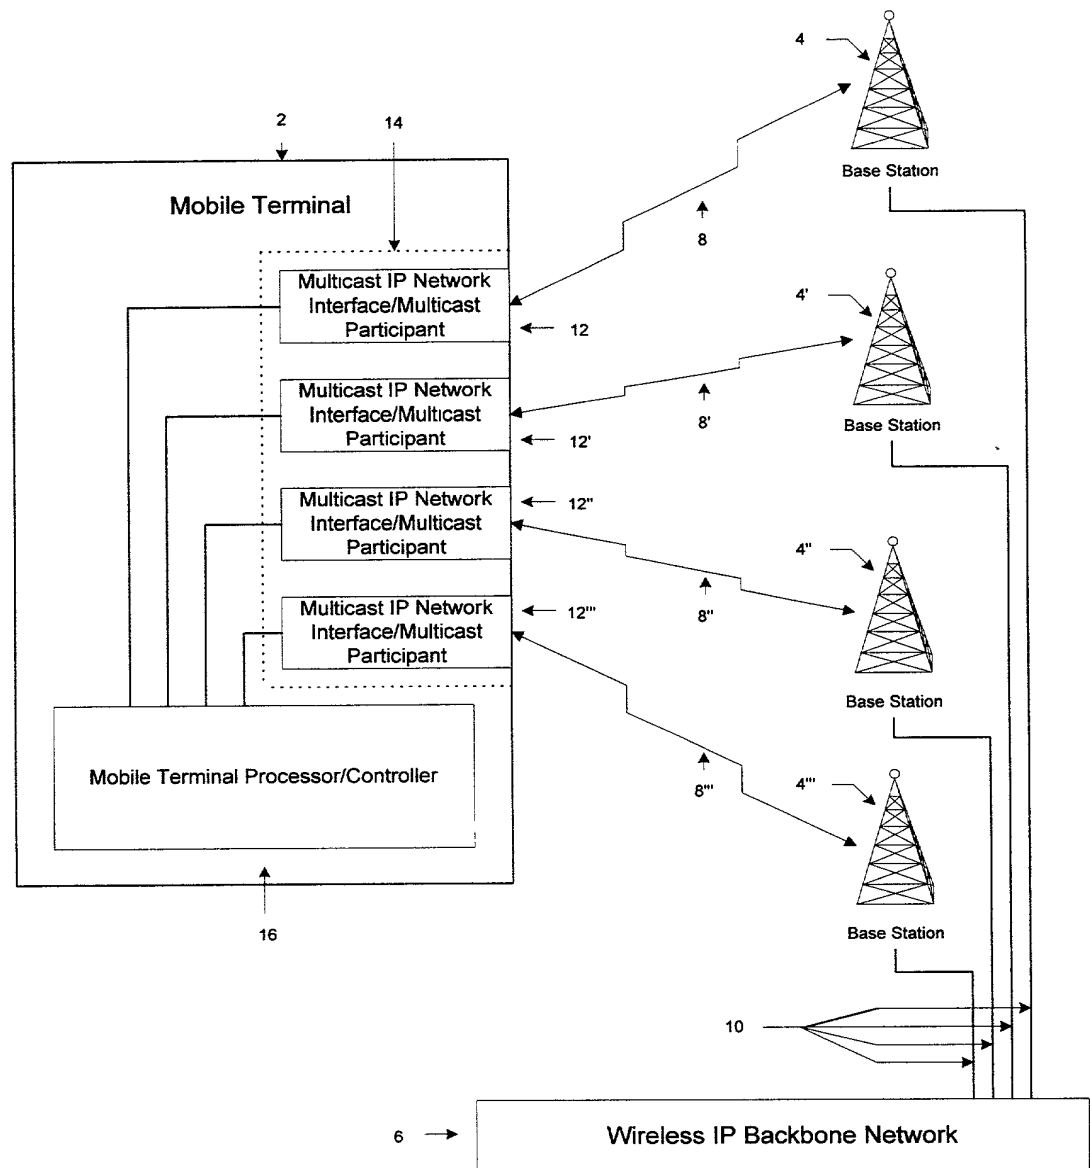 4
2
14
Base Station
Mobile Terminal
8
Multicast IP Network
Interface/Multicast
Participant
4'
12
Multicast IP Network
Interface/Multicast
Participant
8'
Base Station
12'
Multicast IP Network
Interface/Multicast
Participant
12''
4''
8''
Multicast IP Network
Interface/Multicast
Participant
12'''
Base Station
Mobile Terminal Processor/Controller
8'''
4'''
16
Base Station
10
6
Wireless IP Backbone Network